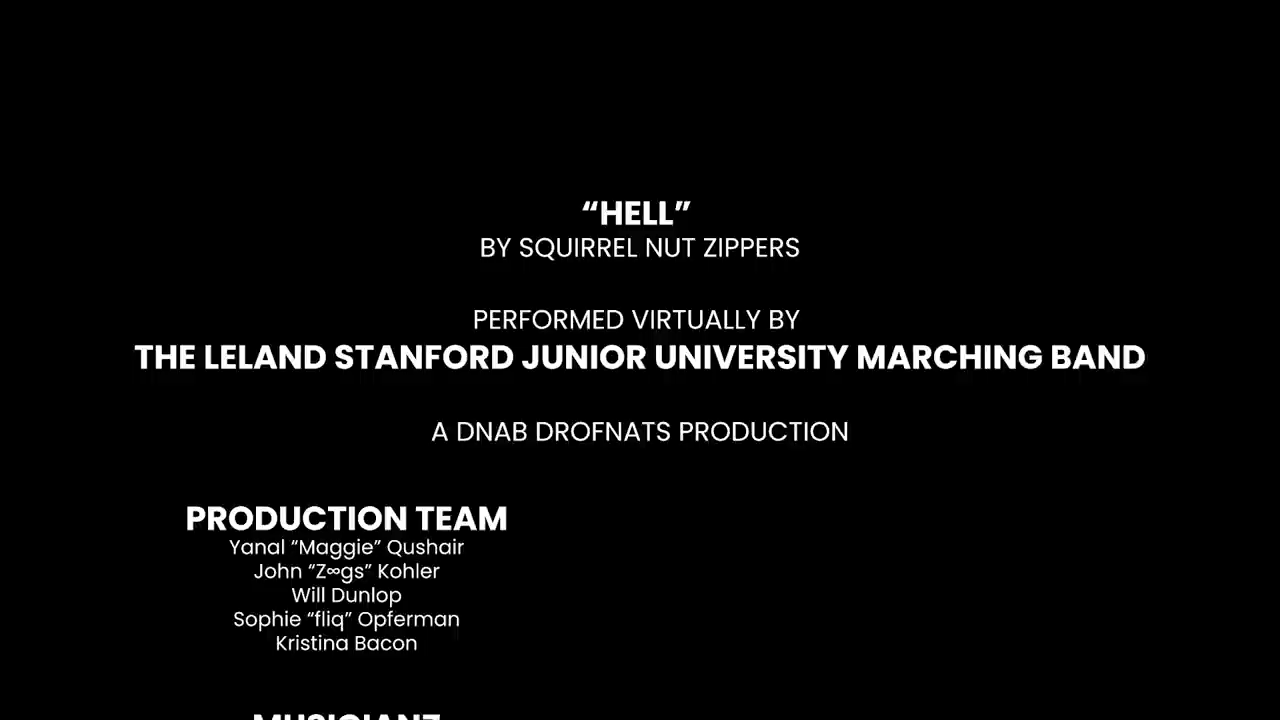 “HELL”
BY SQUIRREL NUT ZIPPERS
PERFORMED VIRTUALLY BY
THE LELAND STANFORD JUNIOR UNIVERSITY MARCHING BAND
A DNAB DROFNATS PRODUCTION
PRODUCTION TEAM
Yanal “Maggie” Qushair
John “Z∞gs” Kohler
Will Dunlop
Sophie “fliq” Opferman
Kristina Bacon
MUSICIANZ